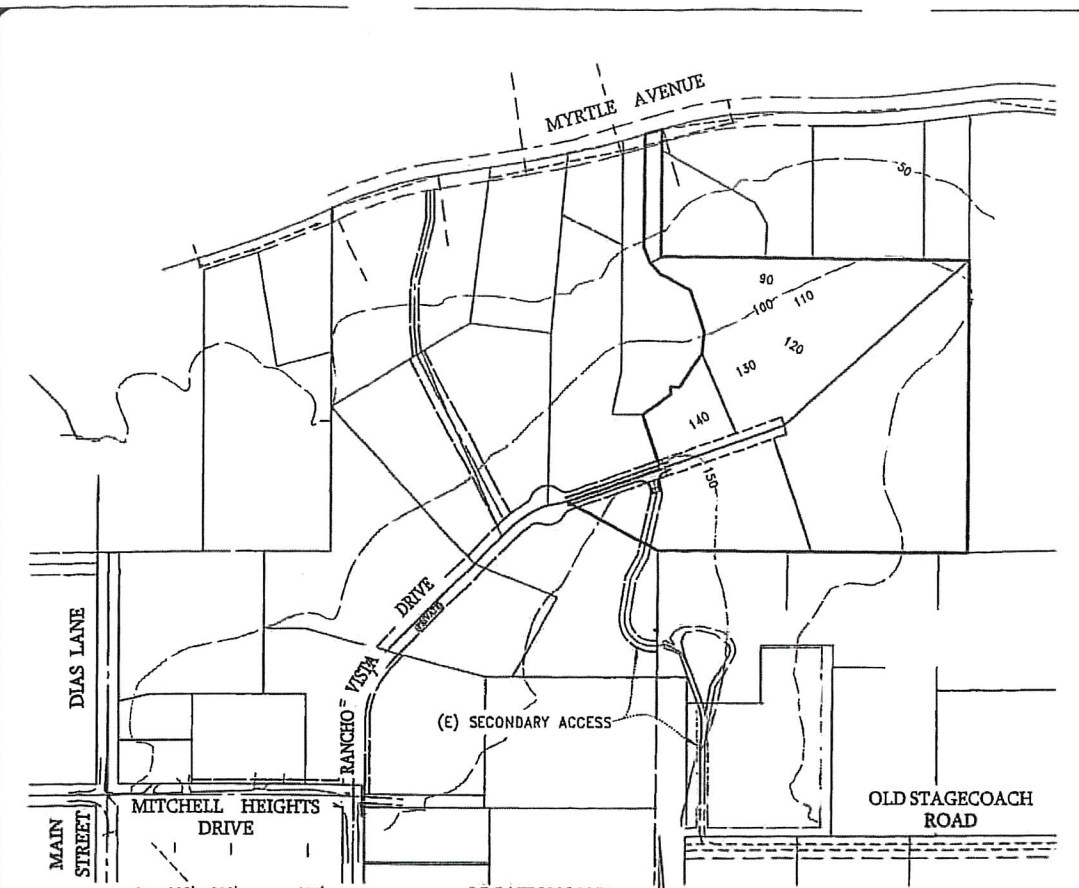 MYRTLE AVENUE
50
90
100 110
120
130
140
150
DRIVE
PRIVATE
VISTA
RANCHO
DIAS LANE
(E) SECONDARY ACCESS
MITCHELL HEIGHTS
DRIVE
OLD STAGECOACH
ROAD
MAIN
STREET